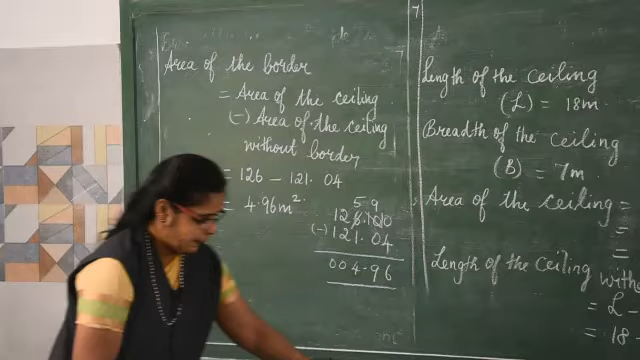 Area of the border
= Area of the ceiling
(-) Area of the ceiling
without border
= 126 - 121.04
= 4.96m²
5 9
126.100
(-) 121.04
004.96
7
Length of the ceiling
(L) = 18m
Breadth of the ceiling
(B) = 7m
Area of the ceiling =
=
=
Length of the Ceiling witho
= L -
= 18